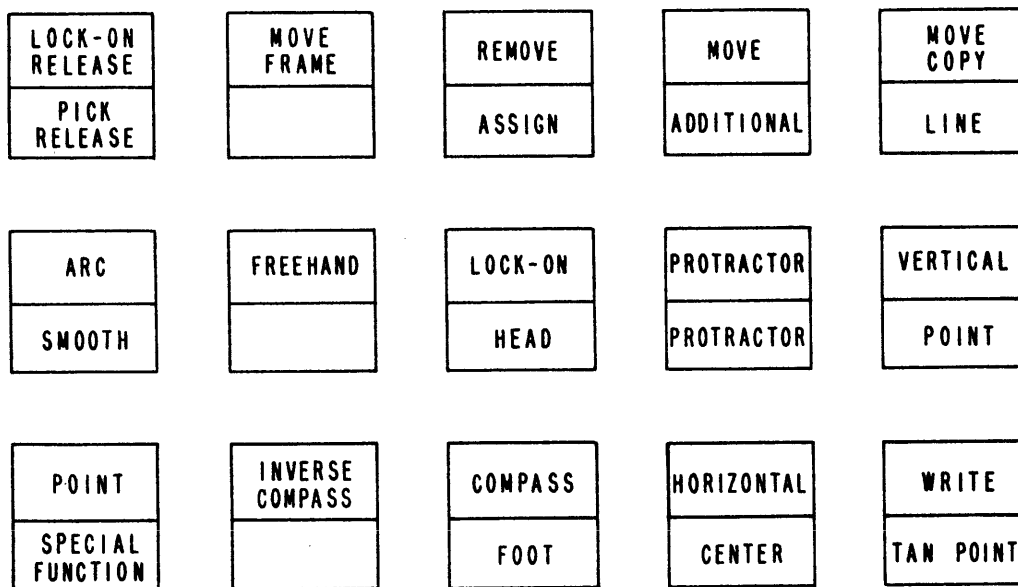 LOCK-ON
RELEASE
PICK
RELEASE
MOVE
FRAME
REMOVE
ASSIGN
MOVE
ADDITIONAL
MOVE
COPY
LINE
ARC
SMOOTH
FREEHAND
LOCK-ON
HEAD
PROTRACTOR
PROTRACTOR
VERTICAL
POINT
POINT
SPECIAL
FUNCTION
INVERSE
COMPASS
COMPASS
FOOT
HORIZONTAL
CENTER
WRITE
TAN POINT